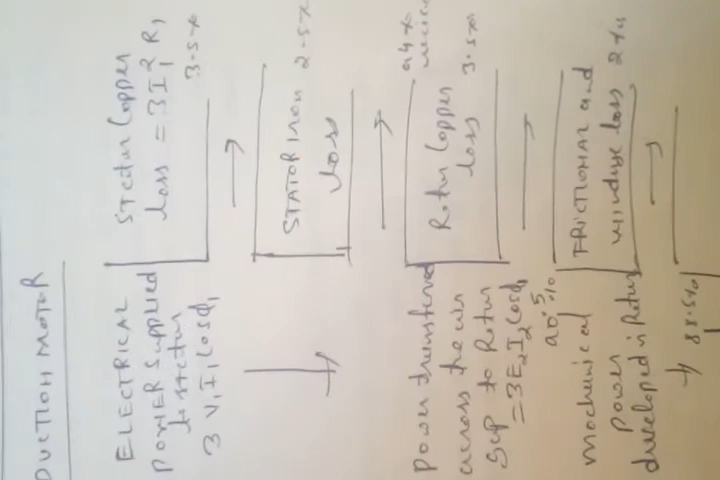 DUCTION MOTOR
ELECTRICAL
POWER Supplied
to stator
3 V₁ I₁ Cosφ₁
Stator Copper
loss = 3I₁² R₁
3.5%
STATOR Iron
loss
2.5%
Power transferred
across the air
gap to Rotor
= 3E₂ I₂ Cosφ₂
94%
Rotor Copper
loss 3.5%
90.5%
mechanical
Power
developed in Rotor
FRICTIONAL and
windage loss 2%
88.5%